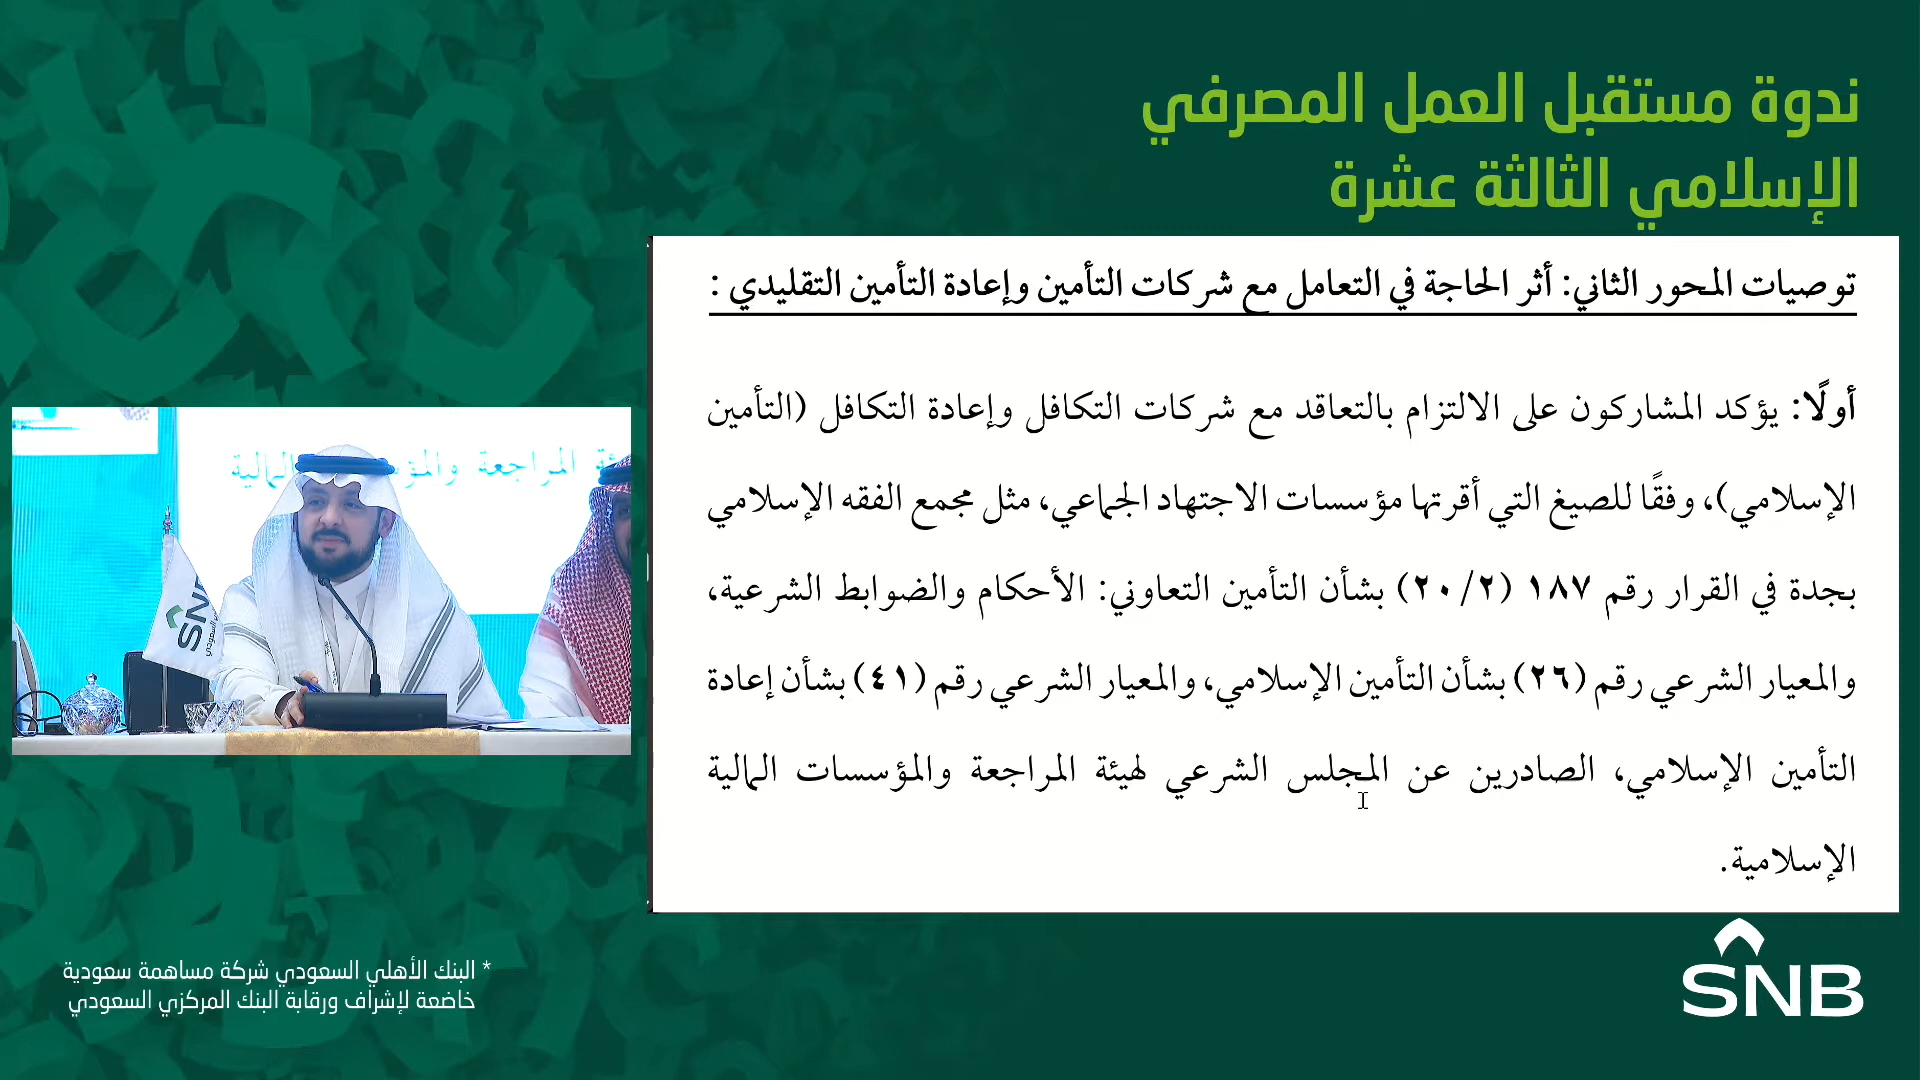 ندوة مستقبل العمل المصرفي
الإسلامي الثالثة عشرة
توصيات المحور الثاني: أثر الحاجة في التعامل مع شركات التأمين وإعادة التأمين التقليدي :
أولًا: يؤكد المشاركون على الالتزام بالتعاقد مع شركات التكافل وإعادة التكافل (التأمين
الإسلامي)، وفقًا للصيغ التي أقرتها مؤسسات الاجتهاد الجماعي، مثل مجمع الفقه الإسلامي
بجدة في القرار رقم ١٨٧ (٢٠/٢) بشأن التأمين التعاوني: الأحكام والضوابط الشرعية،
والمعيار الشرعي رقم (٢٦) بشأن التأمين الإسلامي، والمعيار الشرعي رقم (٤١) بشأن إعادة
التأمين الإسلامي، الصادرين عن المجلس الشرعي لهيئة المراجعة والمؤسسات المالية
الإسلامية.
المراجعة
SNB
* البنك الأهلي السعودي شركة مساهمة سعودية
خاضعة لإشراف ورقابة البنك المركزي السعودي
SNB